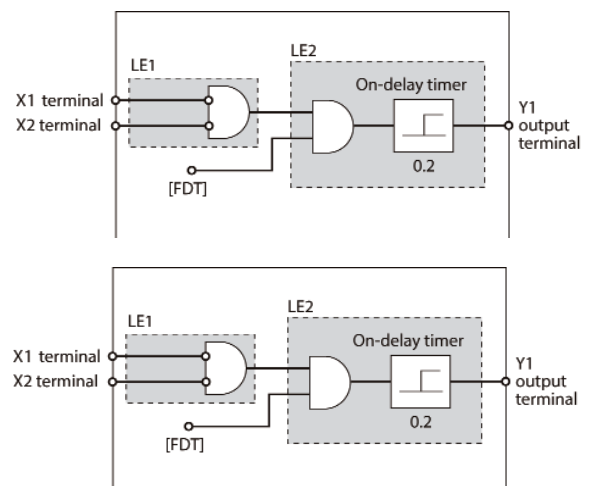 LE1
LE2
On-delay timer
X1 terminal
X2 terminal
Y1
output
terminal
0.2
[FDT]
LE1
LE2
On-delay timer
X1 terminal
X2 terminal
Y1
output
terminal
0.2
[FDT]